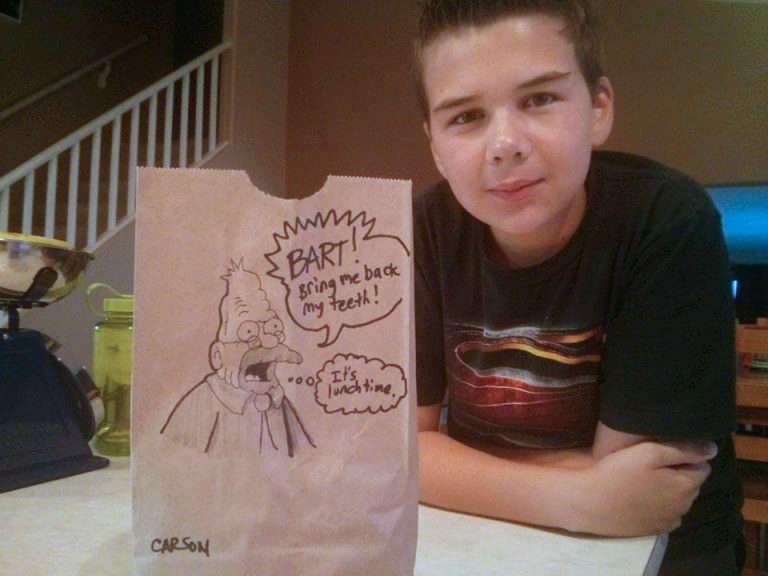 BART!
Bring me back
my teeth!
It's
lunchtime.
CARSON